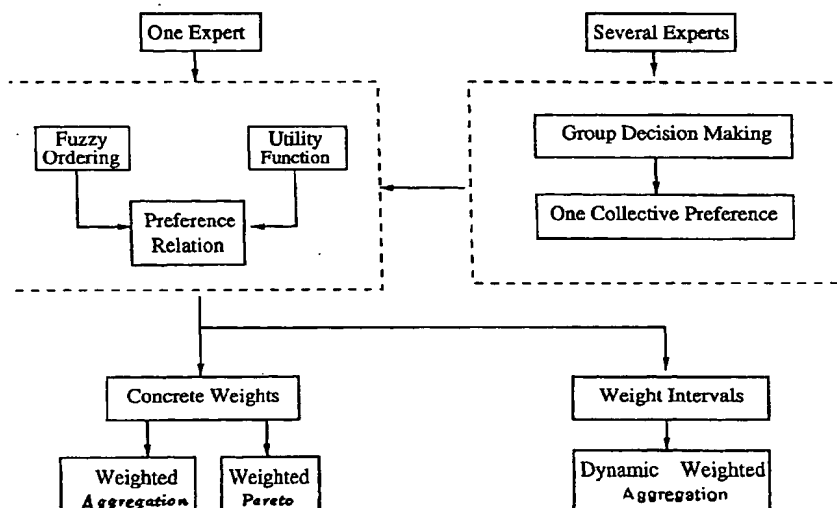 One Expert
Several Experts
Fuzzy
Ordering
Utility
Function
Preference
Relation
Group Decision Making
One Collective Preference
Concrete Weights
Weight Intervals
Weighted
Aggregation
Weighted
Pareto
Dynamic Weighted
Aggregation